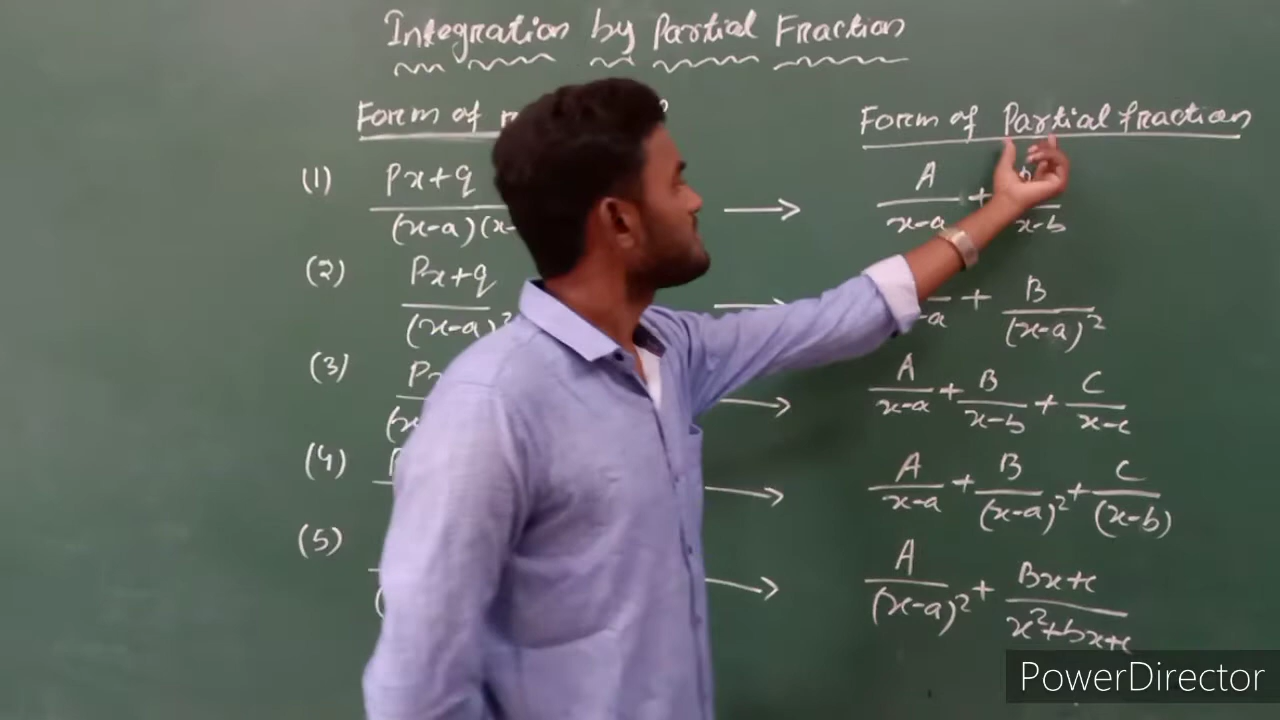 Integration by Partial Fraction
Form of
Form of Partial fraction
(1) Px+q / (x-a)(x- → A/x-a + /x-b
(2) Px+q / (x-a)² → -a + B/(x-a)²
(3) → A/x-a + B/x-b + C/x-c
(4) → A/x-a + B/(x-a)² + C/(x-b)
(5) → A/(x-a)² + Bx+c/x²+bx+c
PowerDirector